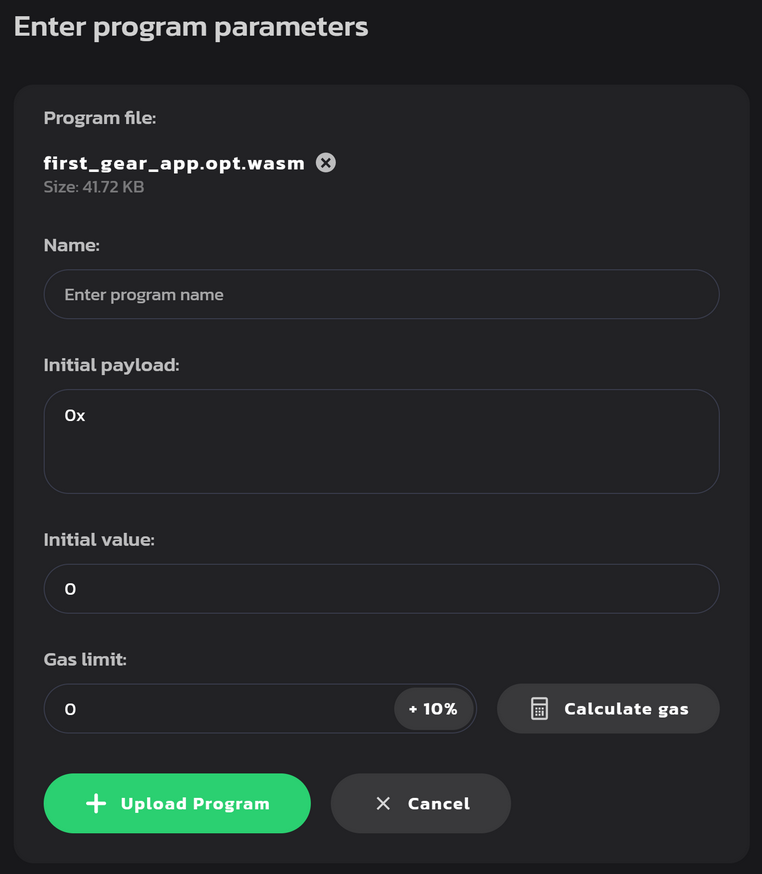 Enter program parameters
Program file:
first_gear_app.opt.wasm
Size: 41.72 KB
Name:
Enter program name
Initial payload:
0x
Initial value:
0
Gas limit:
0
+ 10%
Calculate gas
Upload Program
Cancel